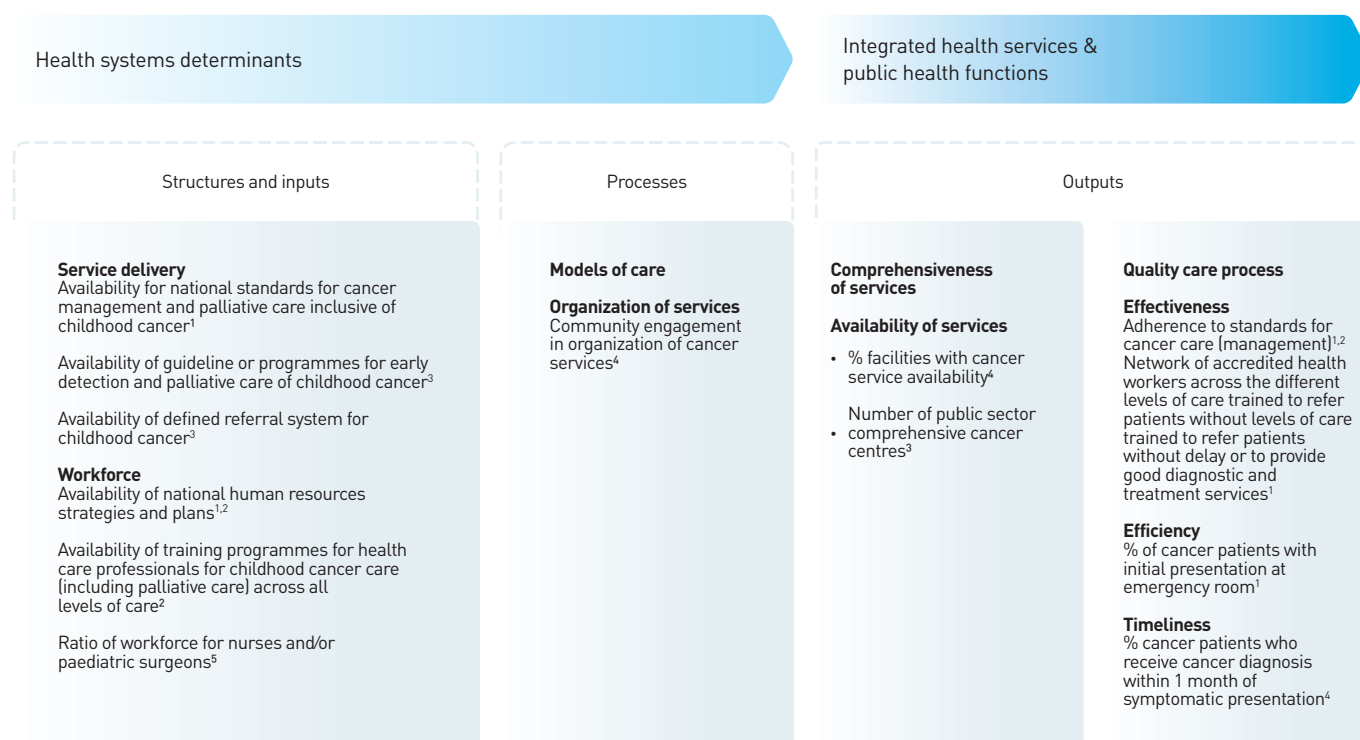 Health systems determinants
Integrated health services &
public health functions
Structures and inputs
Processes
Outputs
Service delivery
Availability for national standards for cancer
management and palliative care inclusive of
childhood cancer¹
Availability of guideline or programmes for early
detection and palliative care of childhood cancer³
Availability of defined referral system for
childhood cancer³
Workforce
Availability of national human resources
strategies and plans¹,²
Availability of training programmes for health
care professionals for childhood cancer care
(including palliative care) across all
levels of care²
Ratio of workforce for nurses and/or
paediatric surgeons⁵
Models of care
Organization of services
Community engagement
in organization of cancer
services⁴
Comprehensiveness
of services
Availability of services
• % facilities with cancer
service availability⁴
Number of public sector
• comprehensive cancer
centres³
Quality care process
Effectiveness
Adherence to standards for
cancer care (management)¹,²
Network of accredited health
workers across the different
levels of care trained to refer
patients without levels of care
trained to refer patients
without delay or to provide
good diagnostic and
treatment services¹
Efficiency
% of cancer patients with
initial presentation at
emergency room¹
Timeliness
% cancer patients who
receive cancer diagnosis
within 1 month of
symptomatic presentation⁴